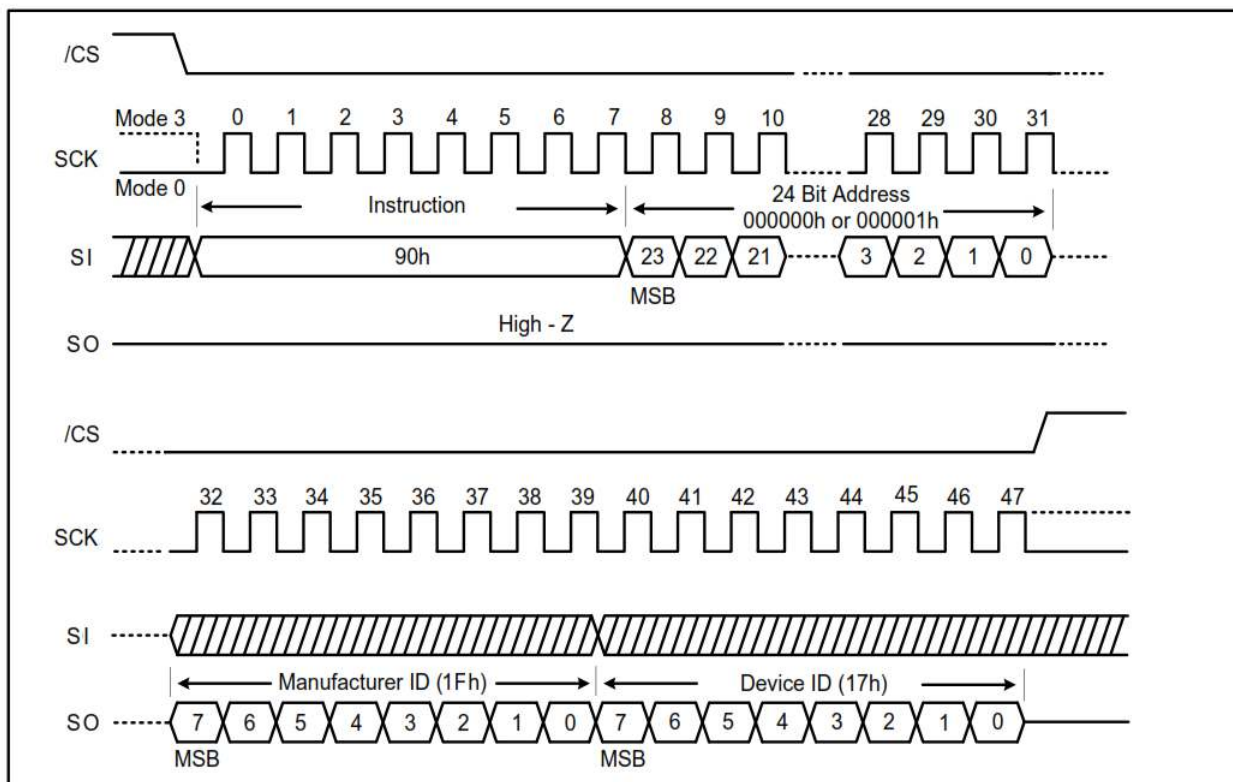 /CS
Mode 3 0 1 2 3 4 5 6 7 8 9 10 28 29 30 31
SCK
Mode 0
Instruction
24 Bit Address
000000h or 000001h
SI 90h 23 22 21 3 2 1 0
MSB
High - Z
SO
/CS
32 33 34 35 36 37 38 39 40 41 42 43 44 45 46 47
SCK
SI
Manufacturer ID (1Fh) Device ID (17h)
SO 7 6 5 4 3 2 1 0 7 6 5 4 3 2 1 0
MSB MSB